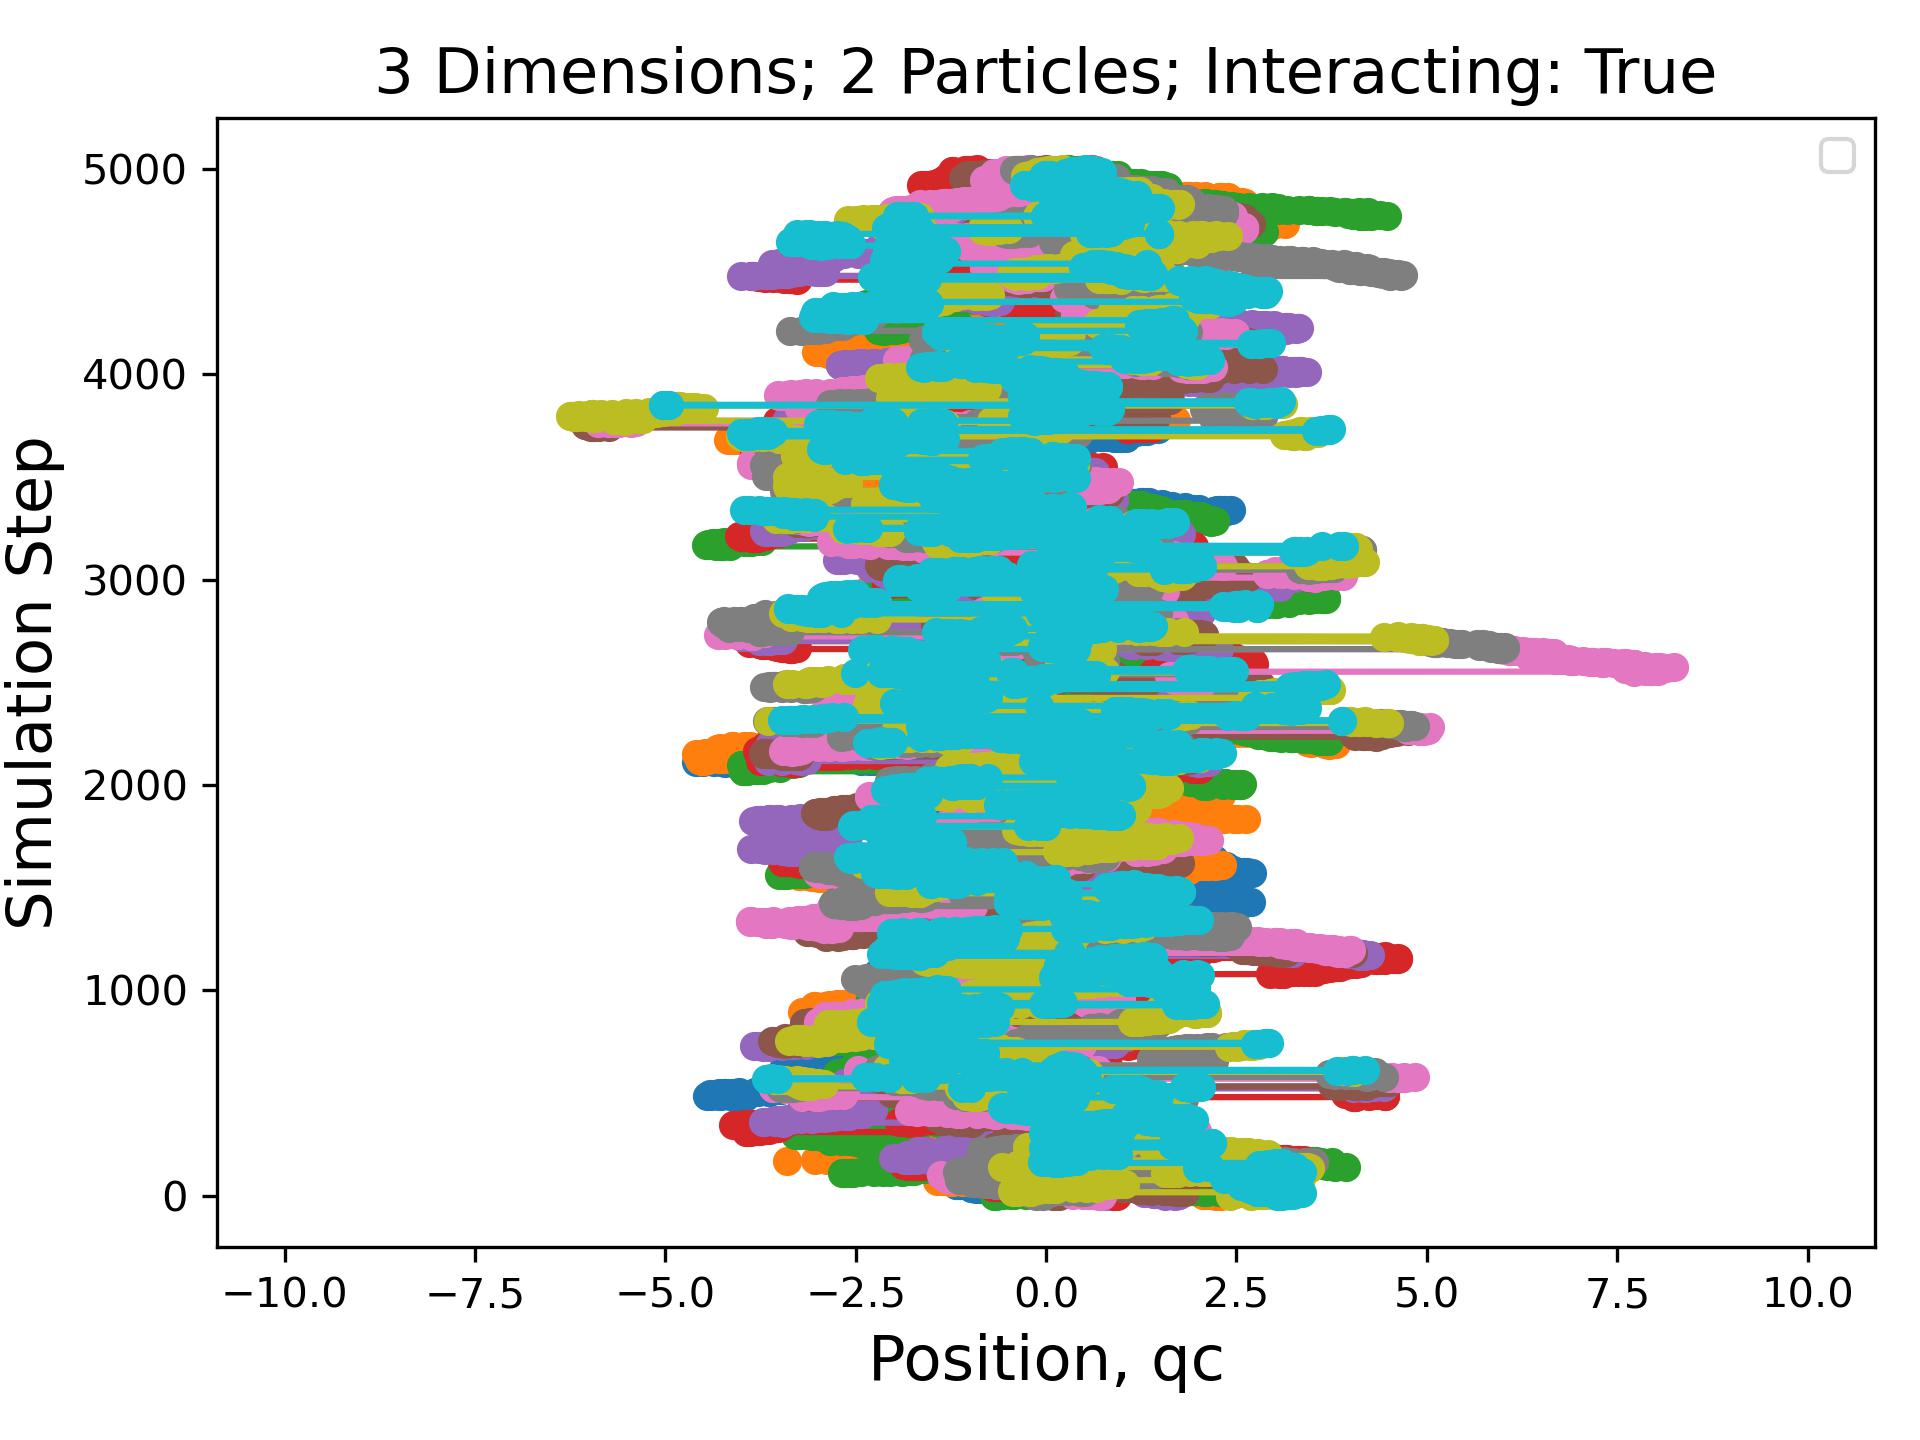 3 Dimensions; 2 Particles; Interacting: True
Simulation Step
5000
4000
3000
2000
1000
0
−10.0 −7.5 −5.0 −2.5 0.0 2.5 5.0 7.5 10.0
Position, qc